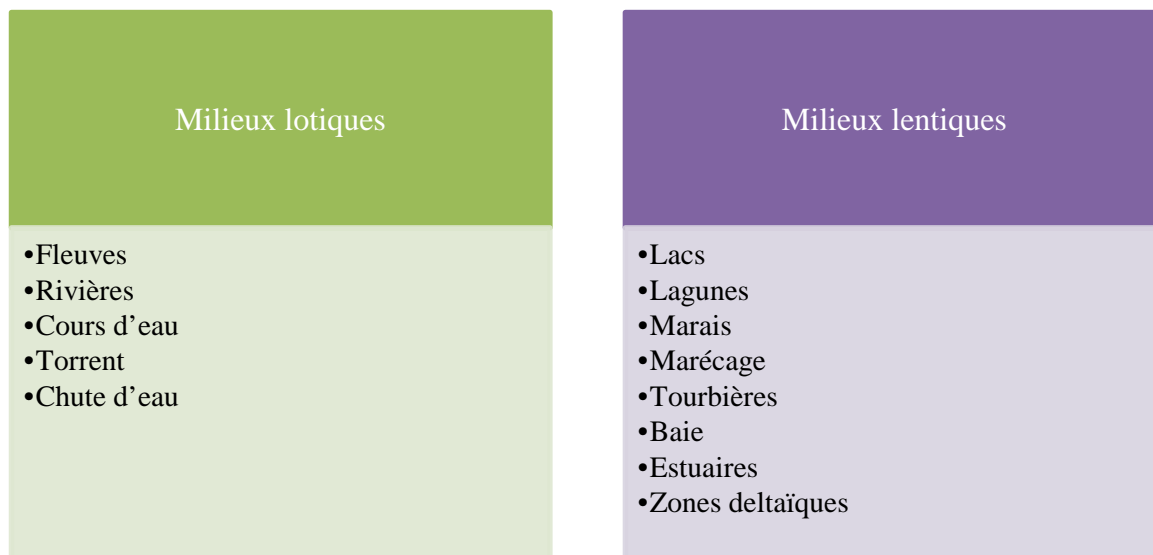 Milieux lotiques
•Fleuves
•Rivières
•Cours d’eau
•Torrent
•Chute d’eau
Milieux lentiques
•Lacs
•Lagunes
•Marais
•Marécage
•Tourbières
•Baie
•Estuaires
•Zones deltaïques